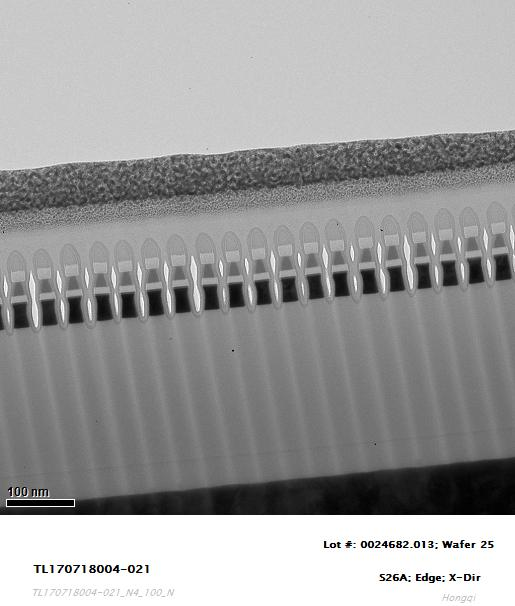 100 nm
Lot #: 0024682.013; Wafer 25
TL170718004-021
S26A; Edge; X-Dir
TL170718004-021_N4_100_N
Hongqi